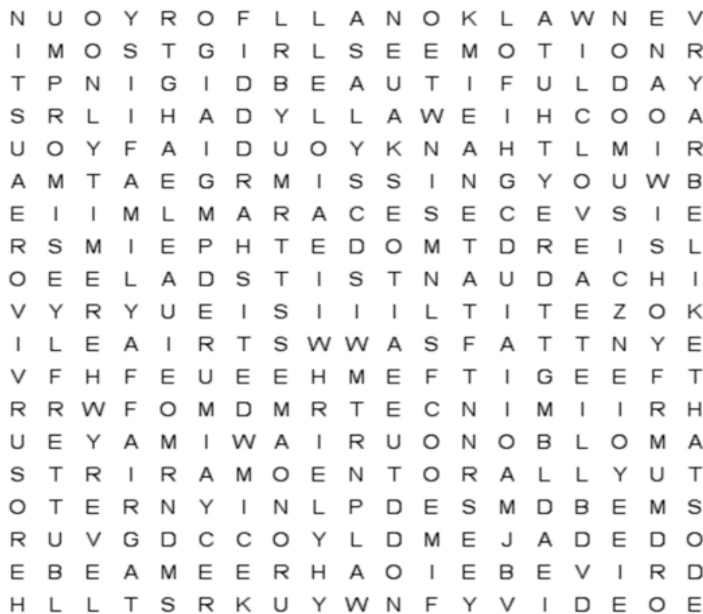 N U O Y R O F L L A N O K L A W N E V
I M O S T G I R L S E E M O T I O N R
T P N I G I D B E A U T I F U L D A Y
S R L I H A D Y L L A W E I H C O O A
U O Y F A I D U O Y K N A H T L M I R
A M T A E G R M I S S I N G Y O U W B
E I I M L M A R A C E S E C E V S I E
R S M I E P H T E D O M T D R E I S L
O E E L A D S T I S T N A U D A C H I
V Y R Y U E I S I I I L T I T E Z O K
I L E A I R T S W W A S F A T T N Y E
V F H F E U E E H M E F T I G E E F T
R R W F O M D M R T E C N I M I I R H
U E Y A M I W A I R U O N O B L O M A
S T R I R A M O E N T O R A L L Y U T
O T E R N Y I N L P D E S M D B E M S
R U V G D C C O Y L D M E J A D E D O
E B E A M E E R H A O I E B E V I R D
H L L T S R K U Y W N F Y V I D E O E